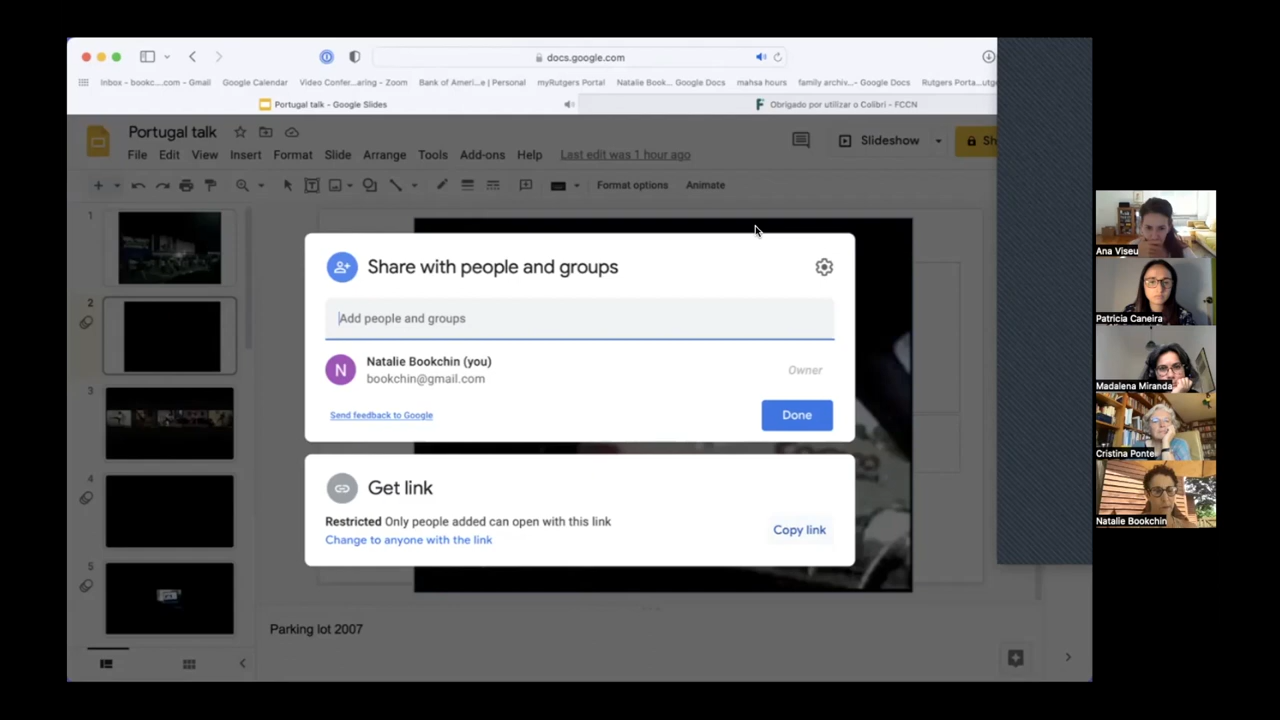 docs.google.com
Inbox - bookc....com - Gmail Google Calendar Video Confer...aring - Zoom Bank of Ameri...e | Personal myRutgers Portal Natalie Book... Google Docs mahsa hours family archiv...- Google Docs Rutgers Porta...utge
Portugal talk - Google Slides Obrigado por utilizar o Colibri - FCCN
Portugal talk
File Edit View Insert Format Slide Arrange Tools Add-ons Help Last edit was 1 hour ago
Slideshow Sh
Format options Animate
1
2
3
4
5
Share with people and groups
Add people and groups
N
Natalie Bookchin (you)
bookchin@gmail.com
Owner
Send feedback to Google
Done
Get link
Restricted Only people added can open with this link
Change to anyone with the link
Copy link
Parking lot 2007
Ana Viseu
Patricia Caneira
Madalena Miranda
Cristina Ponte
Natalie Bookchin